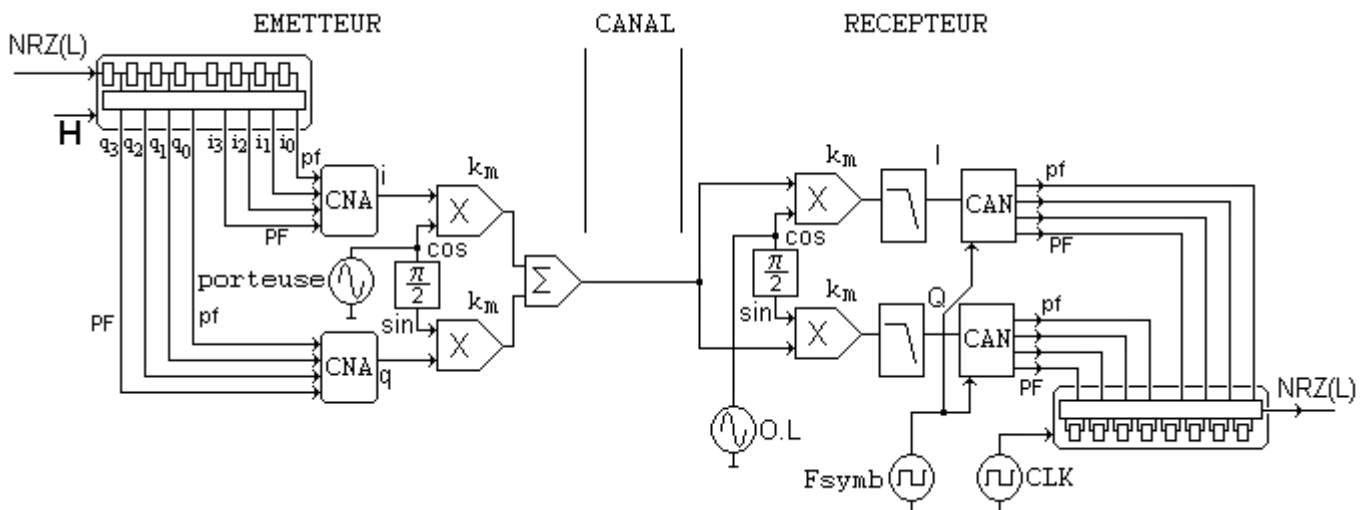 EMETTEUR CANAL RECEPTEUR
NRZ(L)
H
q3 q2 q1 q0 i3 i2 i1 i0
pf
CNA
i
PF
km
X
cos
porteuse
π/2
sin
km
X
Σ
PF
pf
CNA
q
km
X
cos
π/2
sin
km
X
I
CAN
pf
PF
Q
CAN
pf
PF
NRZ(L)
O.L
Fsymb
CLK